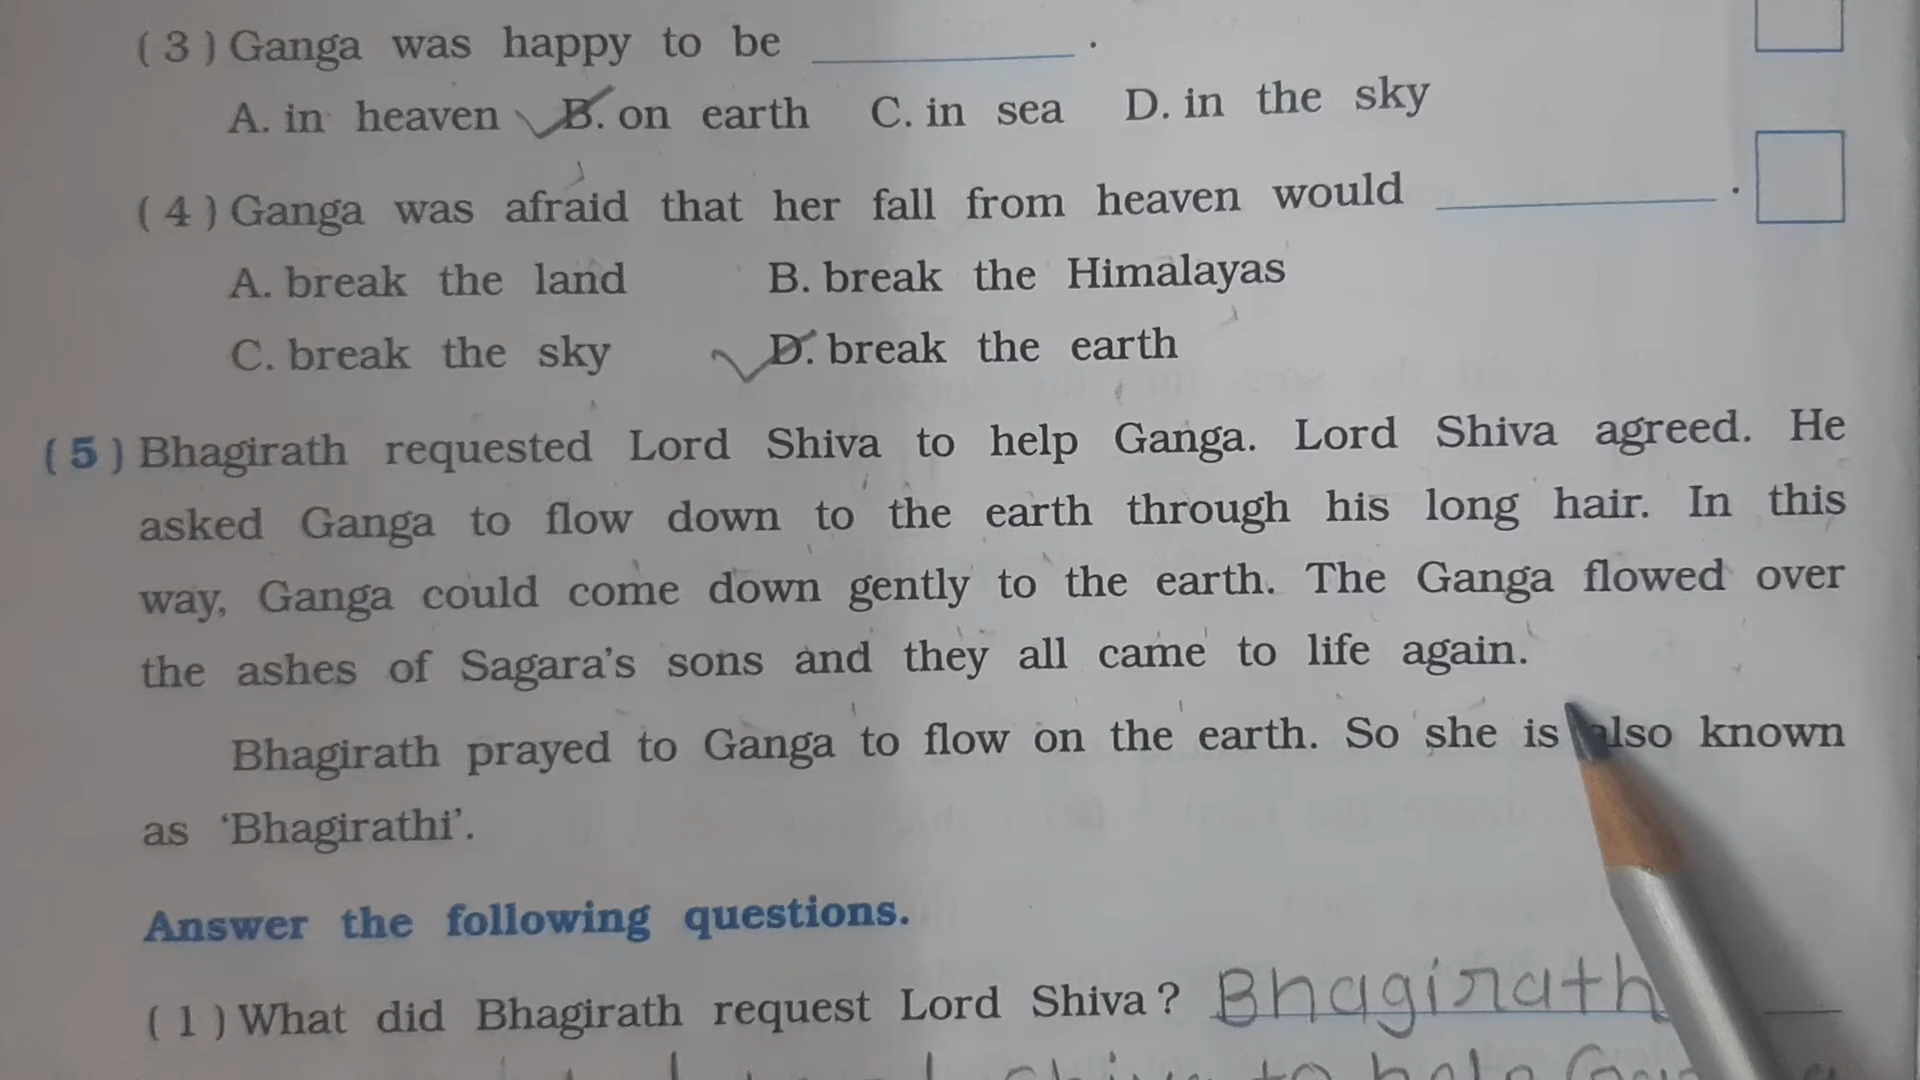 ( 3 ) Ganga was happy to be ________ .
A. in heaven B. on earth C. in sea D. in the sky
( 4 ) Ganga was afraid that her fall from heaven would ________ .
A. break the land B. break the Himalayas
C. break the sky D. break the earth
( 5 ) Bhagirath requested Lord Shiva to help Ganga. Lord Shiva agreed. He
asked Ganga to flow down to the earth through his long hair. In this
way, Ganga could come down gently to the earth. The Ganga flowed over
the ashes of Sagara's sons and they all came to life again.
Bhagirath prayed to Ganga to flow on the earth. So she is also known
as 'Bhagirathi'.
Answer the following questions.
( 1 ) What did Bhagirath request Lord Shiva ? Bhagirath
to help